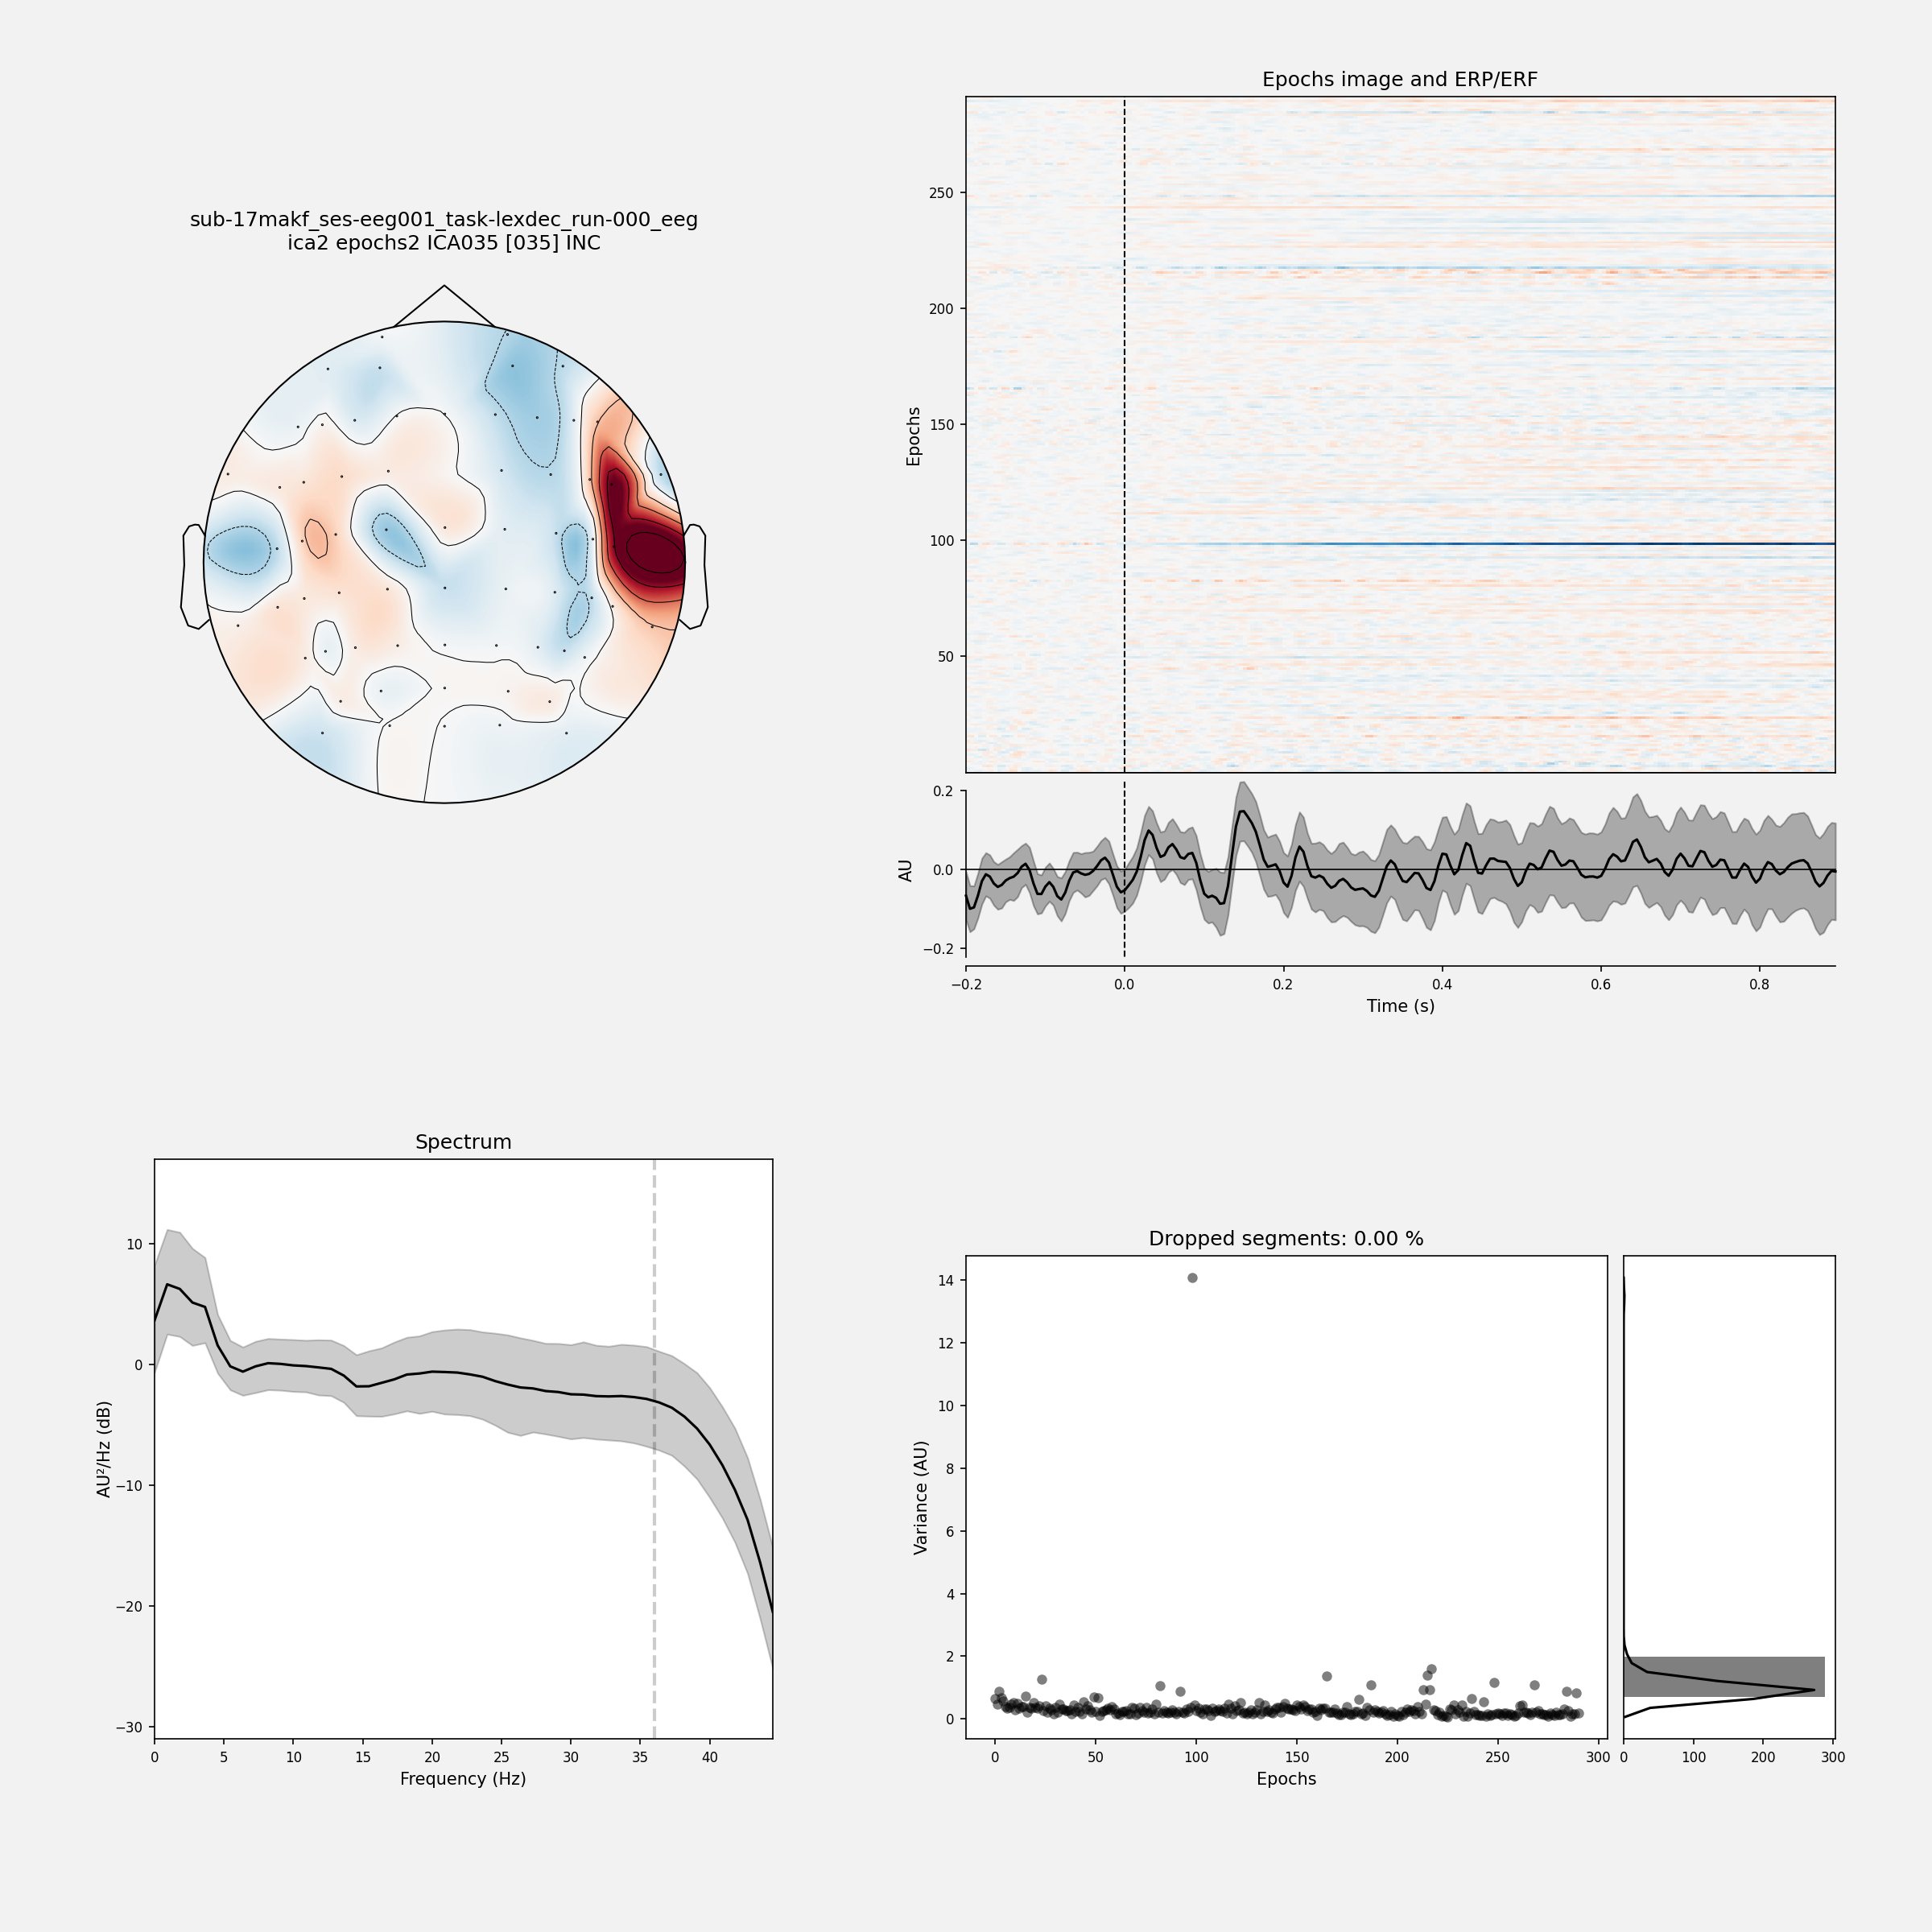 sub-17makf_ses-eeg001_task-lexdec_run-000_eeg
ica2 epochs2 ICA035 [035] INC
Epochs image and ERP/ERF
Epochs
250
200
150
100
50
AU
0.2
0.0
−0.2
−0.2 0.0 0.2 0.4 0.6 0.8
Time (s)
Spectrum
AU²/Hz (dB)
10
0
−10
−20
−30
0 5 10 15 20 25 30 35 40
Frequency (Hz)
Dropped segments: 0.00 %
Variance (AU)
14
12
10
8
6
4
2
0
0 50 100 150 200 250 300
Epochs
0 100 200 300